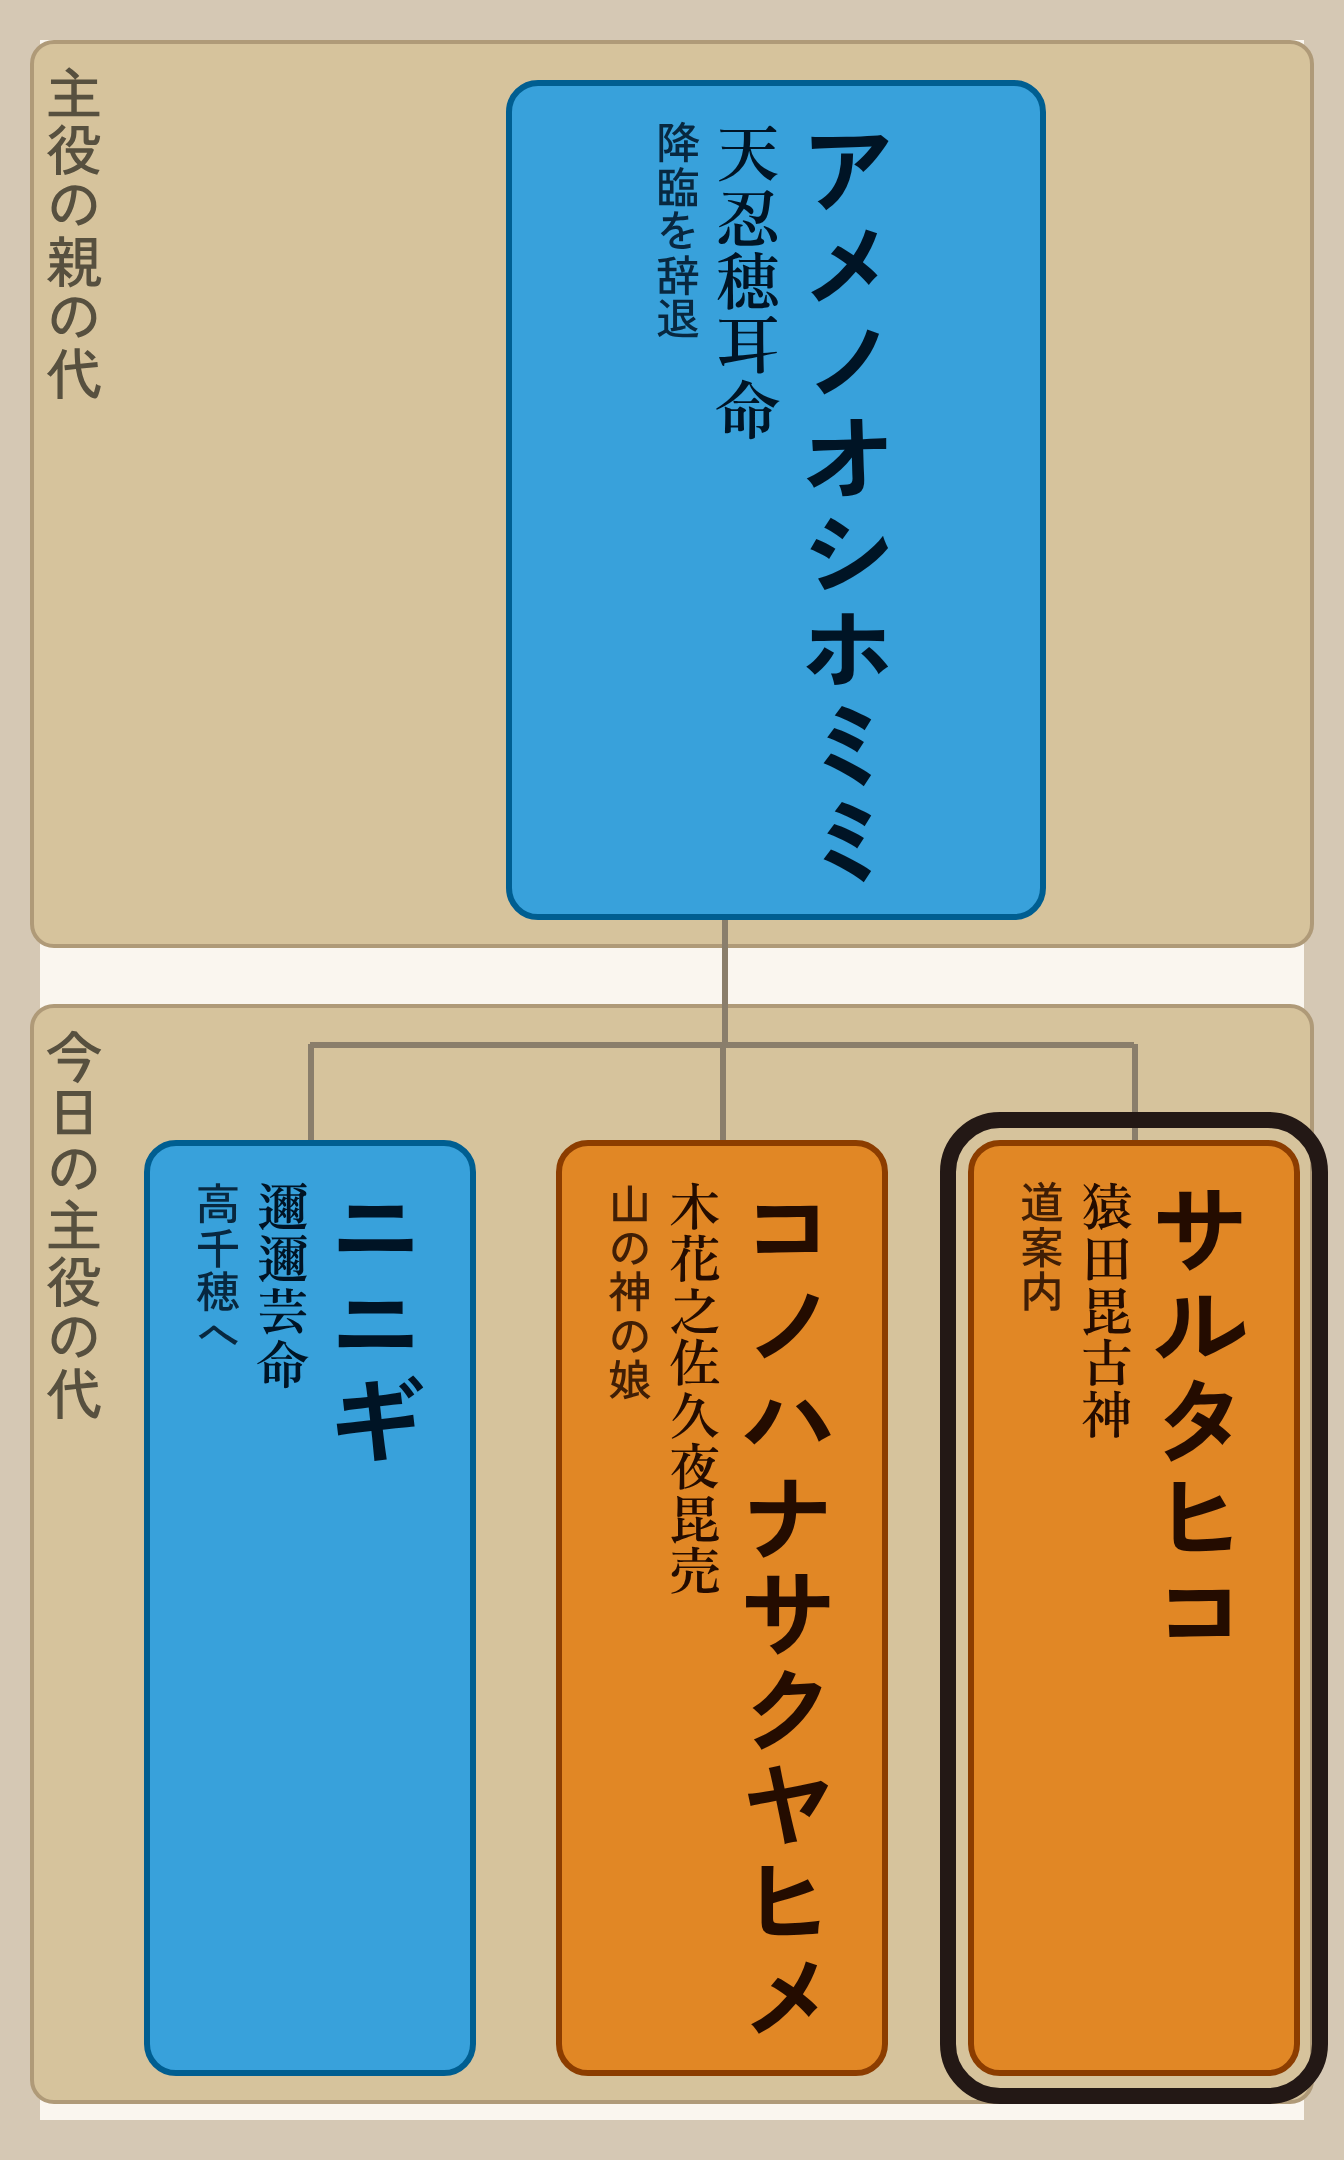 主役の親の代
アメノオシホミミ
天忍穂耳命
降臨を辞退
今日の主役の代
サルタヒコ
猿田毘古神
道案内
コノハナサクヤヒメ
木花之佐久夜毘売
山の神の娘
ニニギ
邇邇芸命
高千穂へ